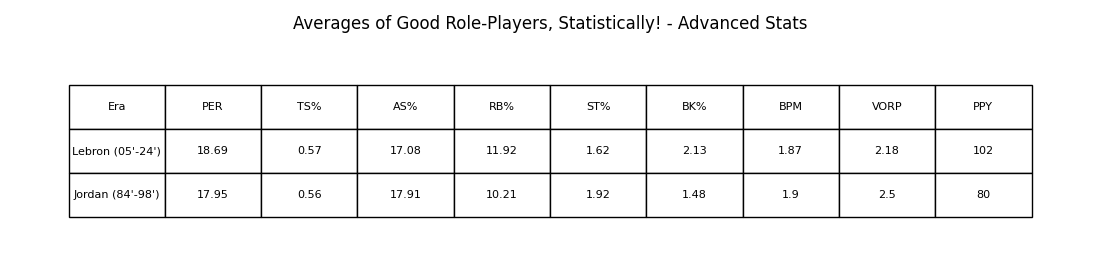 Averages of Good Role-Players, Statistically! - Advanced Stats
Era PER TS% AS% RB% ST% BK% BPM VORP PPY
Lebron (05'-24') 18.69 0.57 17.08 11.92 1.62 2.13 1.87 2.18 102
Jordan (84'-98') 17.95 0.56 17.91 10.21 1.92 1.48 1.9 2.5 80